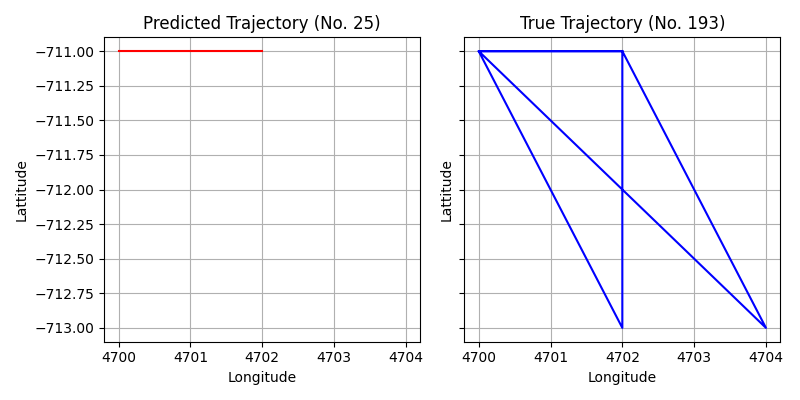 Predicted Trajectory (No. 25)
True Trajectory (No. 193)
−711.00
−711.25
−711.50
−711.75
−712.00
−712.25
−712.50
−712.75
−713.00
Lattitude
Lattitude
4700 4701 4702 4703 4704
4700 4701 4702 4703 4704
Longitude
Longitude